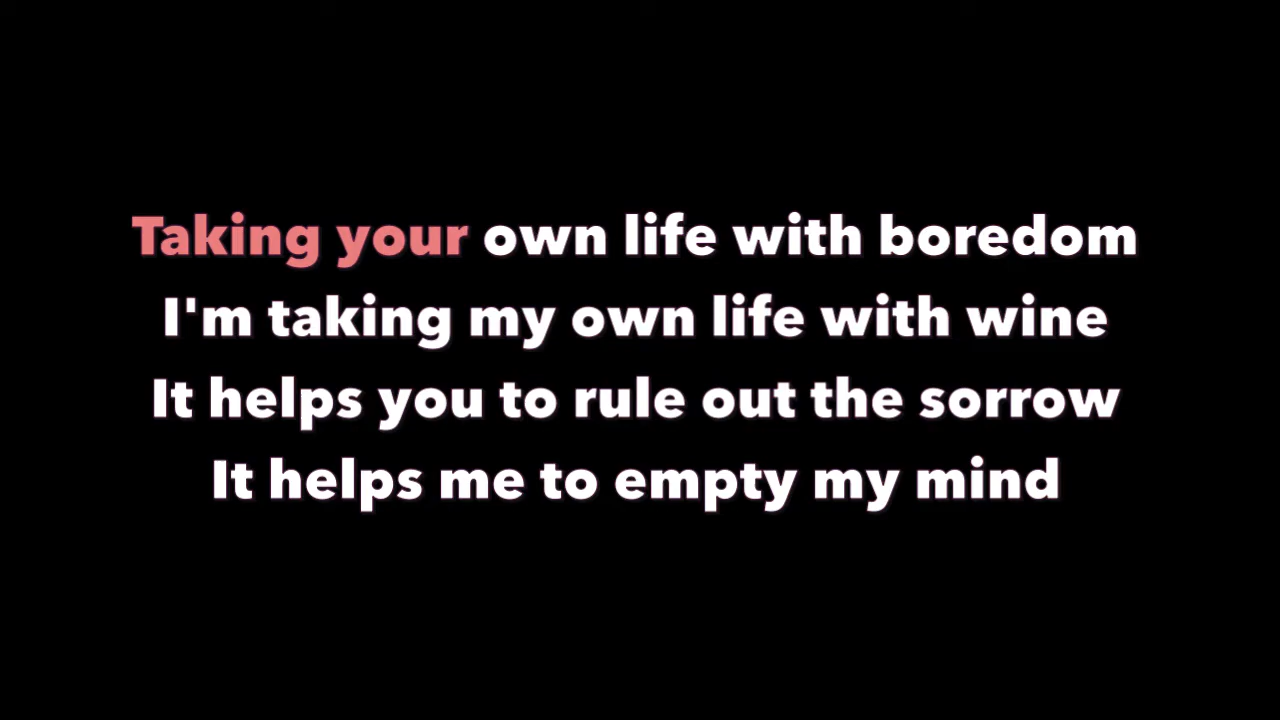 Taking your own life with boredom
I'm taking my own life with wine
It helps you to rule out the sorrow
It helps me to empty my mind